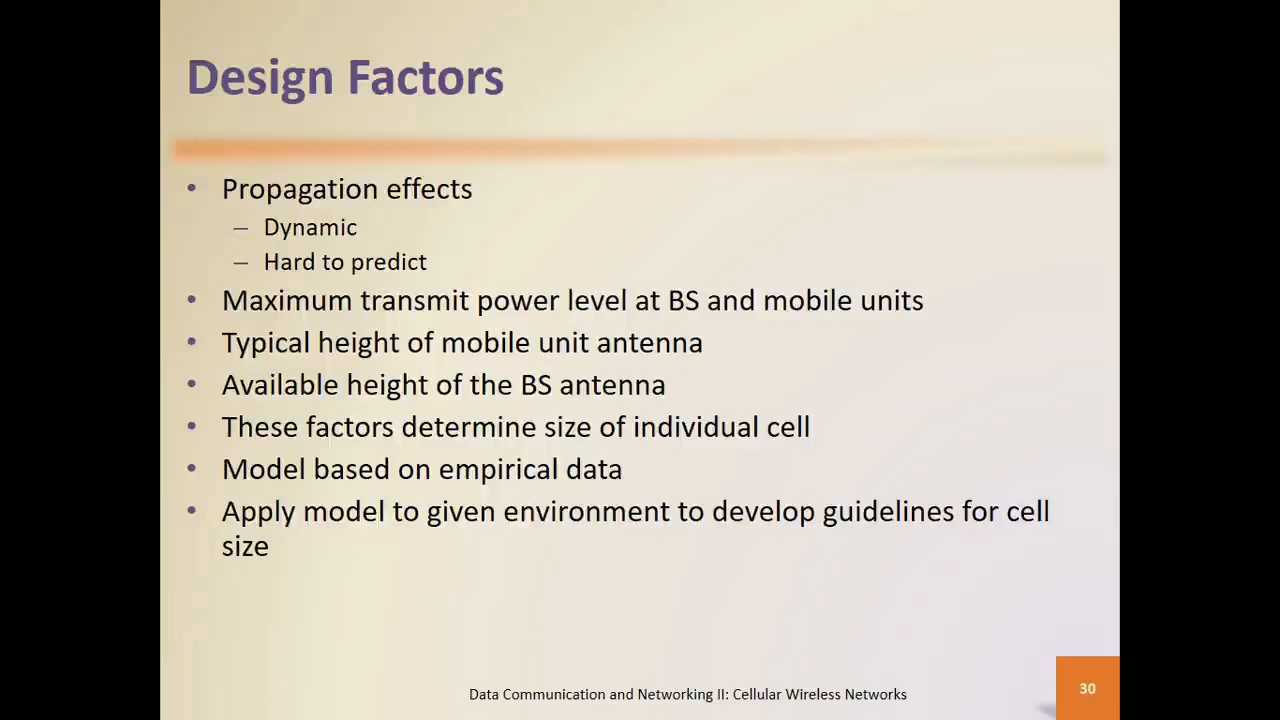 Design Factors
• Propagation effects
– Dynamic
– Hard to predict
• Maximum transmit power level at BS and mobile units
• Typical height of mobile unit antenna
• Available height of the BS antenna
• These factors determine size of individual cell
• Model based on empirical data
• Apply model to given environment to develop guidelines for cell
size
Data Communication and Networking II: Cellular Wireless Networks
30